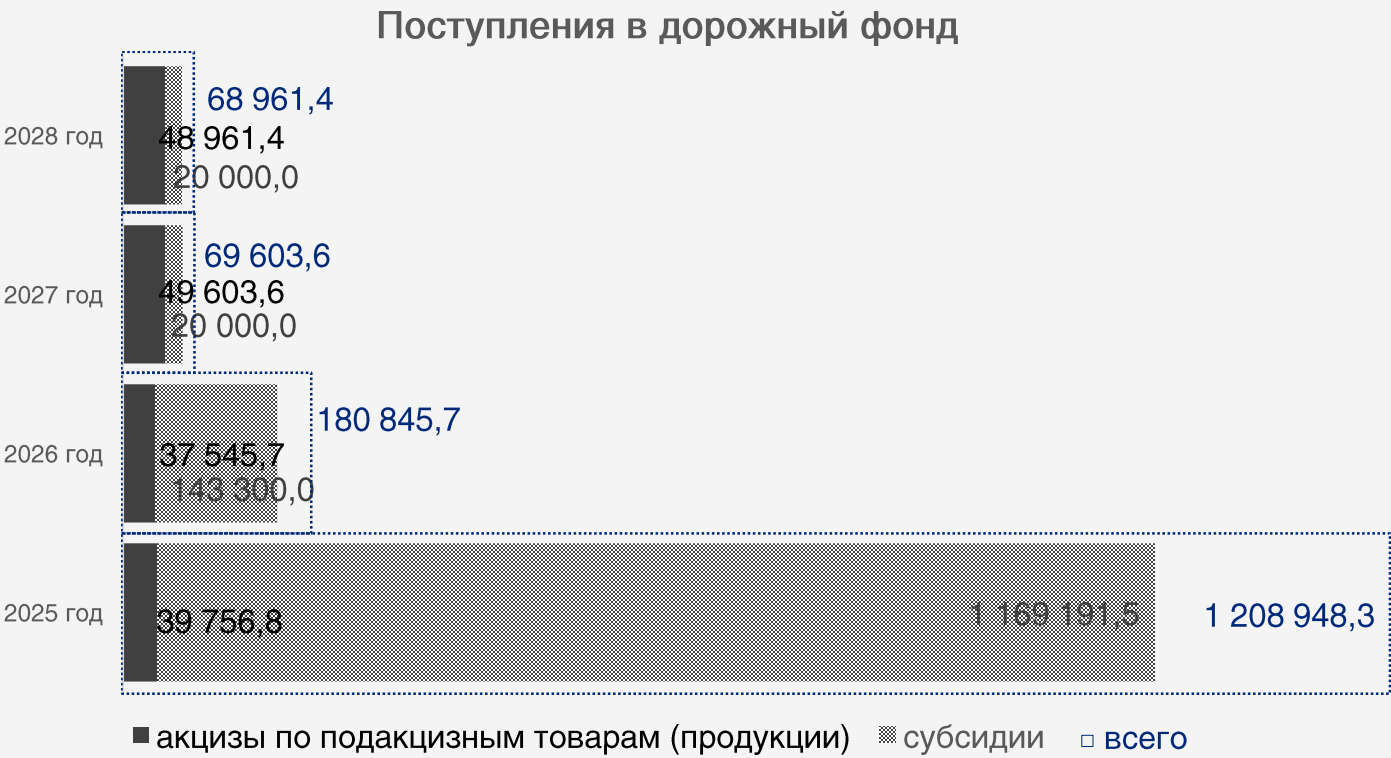 Поступления в дорожный фонд
68 961,4
2028 год
48 961,4
20 000,0
69 603,6
2027 год
49 603,6
20 000,0
180 845,7
2026 год
37 545,7
143 300,0
2025 год
39 756,8
1 169 191,5
1 208 948,3
акцизы по подакцизным товарам (продукции) субсидии всего